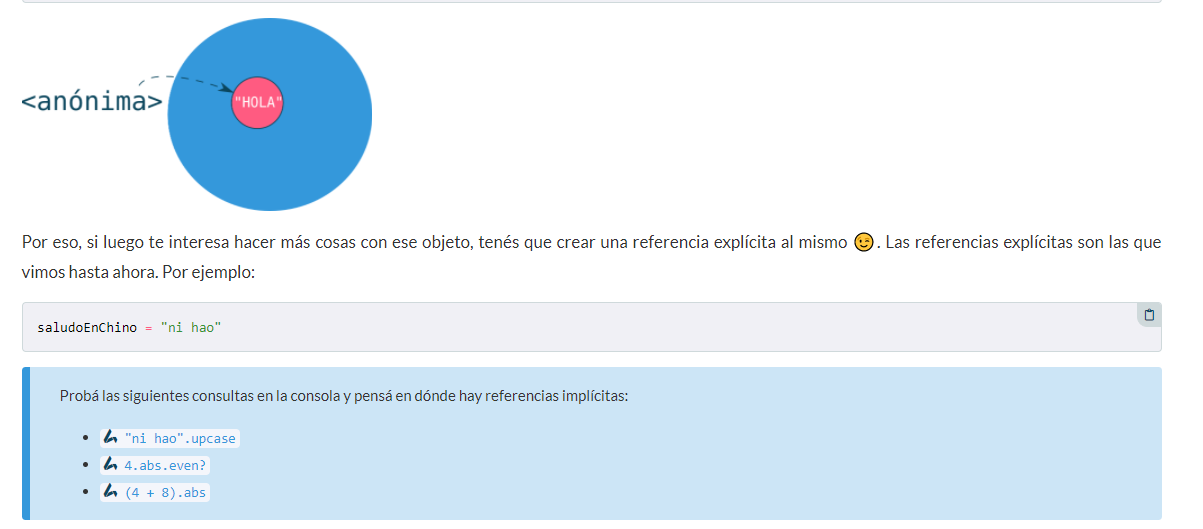 <anónima>
"HOLA"
Por eso, si luego te interesa hacer más cosas con ese objeto, tenés que crear una referencia explícita al mismo 😉. Las referencias explícitas son las que
vimos hasta ahora. Por ejemplo:
saludoEnChino = "ni hao"
Probá las siguientes consultas en la consola y pensá en dónde hay referencias implícitas:
"ni hao".upcase
4.abs.even?
(4 + 8).abs